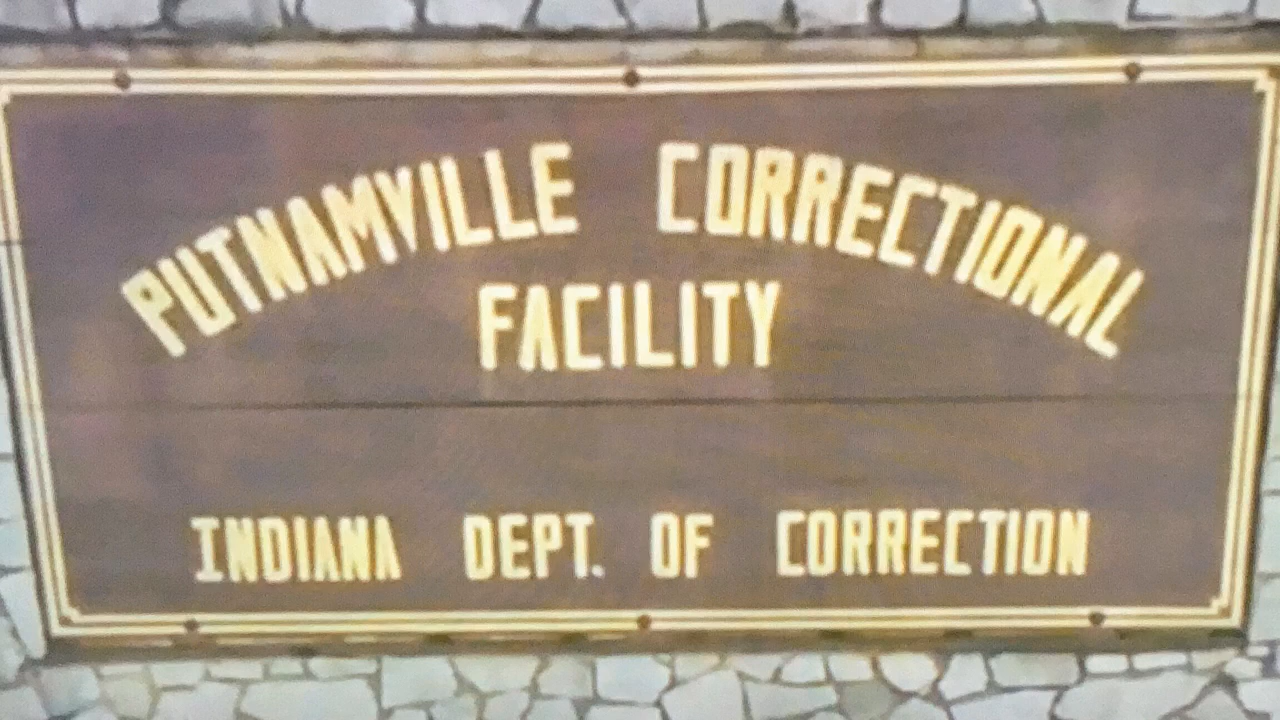 PUTNAMVILLE CORRECTIONAL
FACILITY
INDIANA DEPT. OF CORRECTION